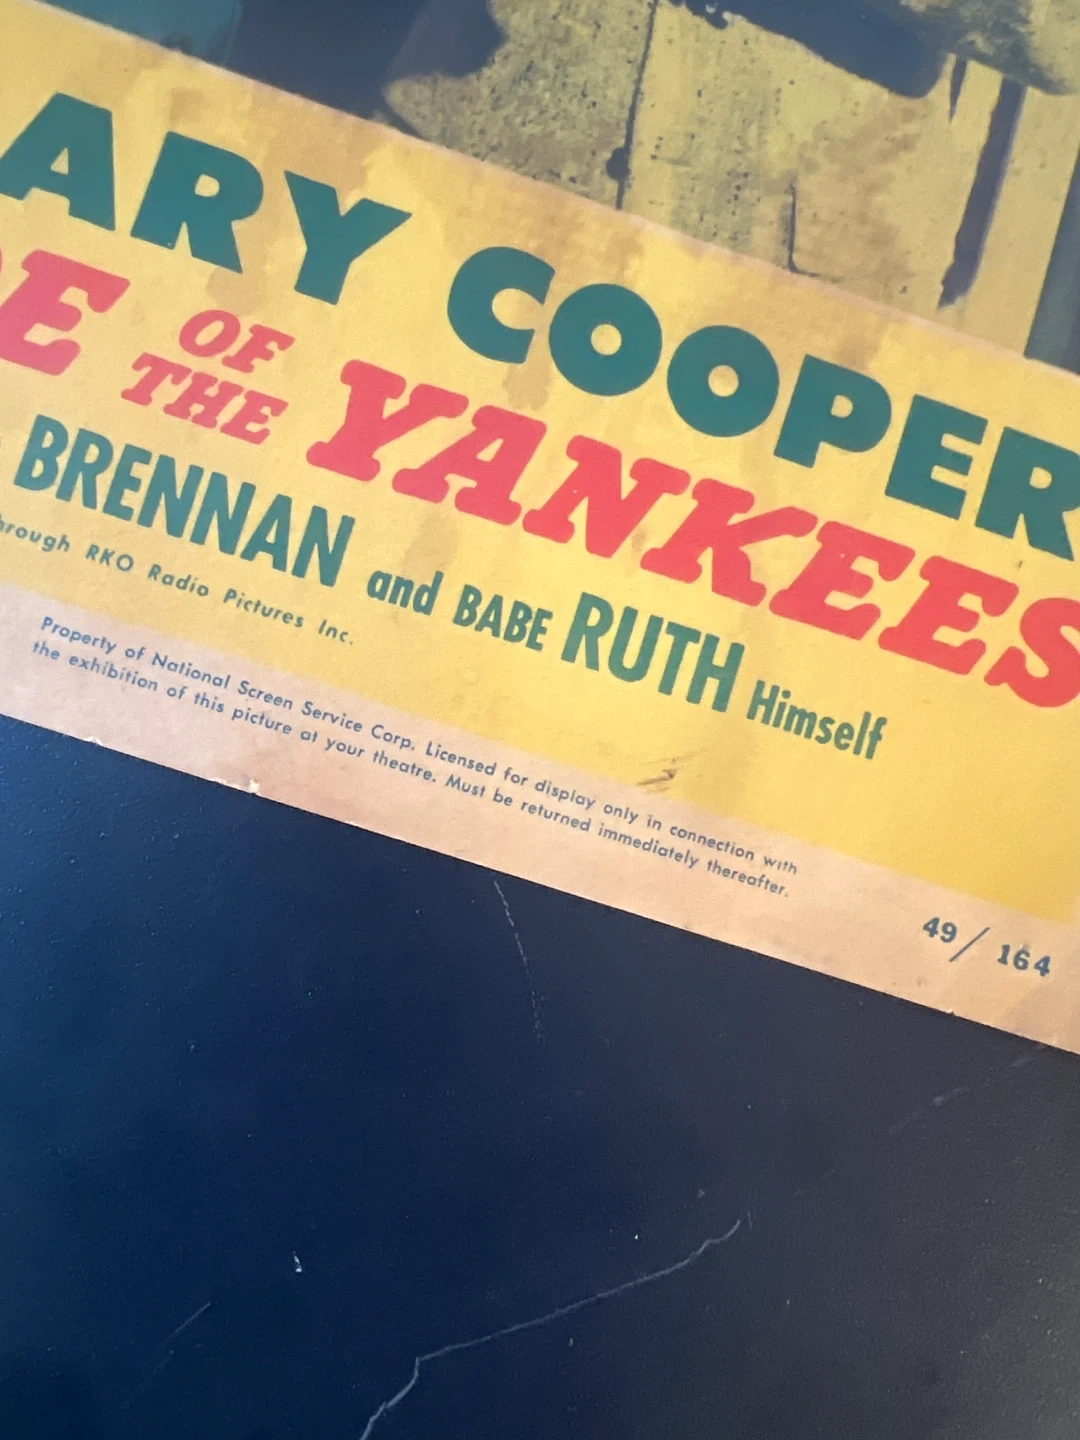 ARY COOPER
E OF THE YANKEES
BRENNAN and BABE RUTH Himself
hrough RKO Radio Pictures Inc.
Property of National Screen Service Corp. Licensed for display only in connection with
the exhibition of this picture at your theatre. Must be returned immediately thereafter.
49/164